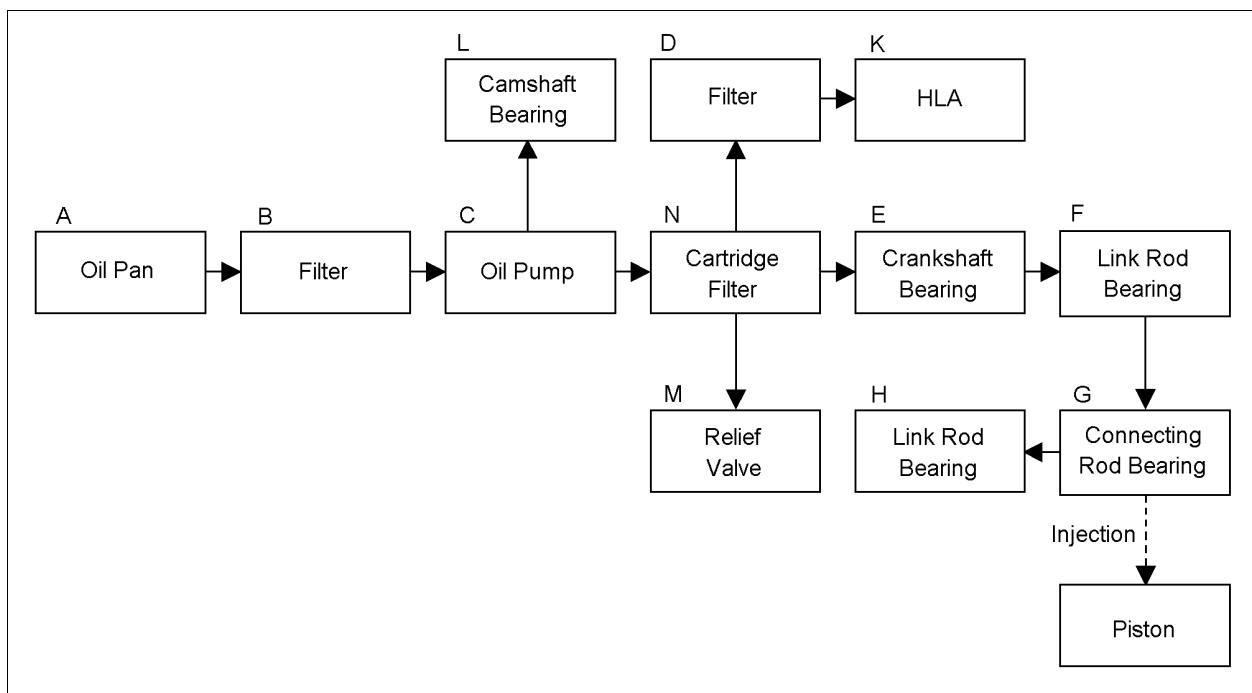 L
Camshaft
Bearing
D
Filter
K
HLA
A
Oil Pan
B
Filter
C
Oil Pump
N
Cartridge
Filter
E
Crankshaft
Bearing
F
Link Rod
Bearing
M
Relief
Valve
H
Link Rod
Bearing
G
Connecting
Rod Bearing
Injection
Piston